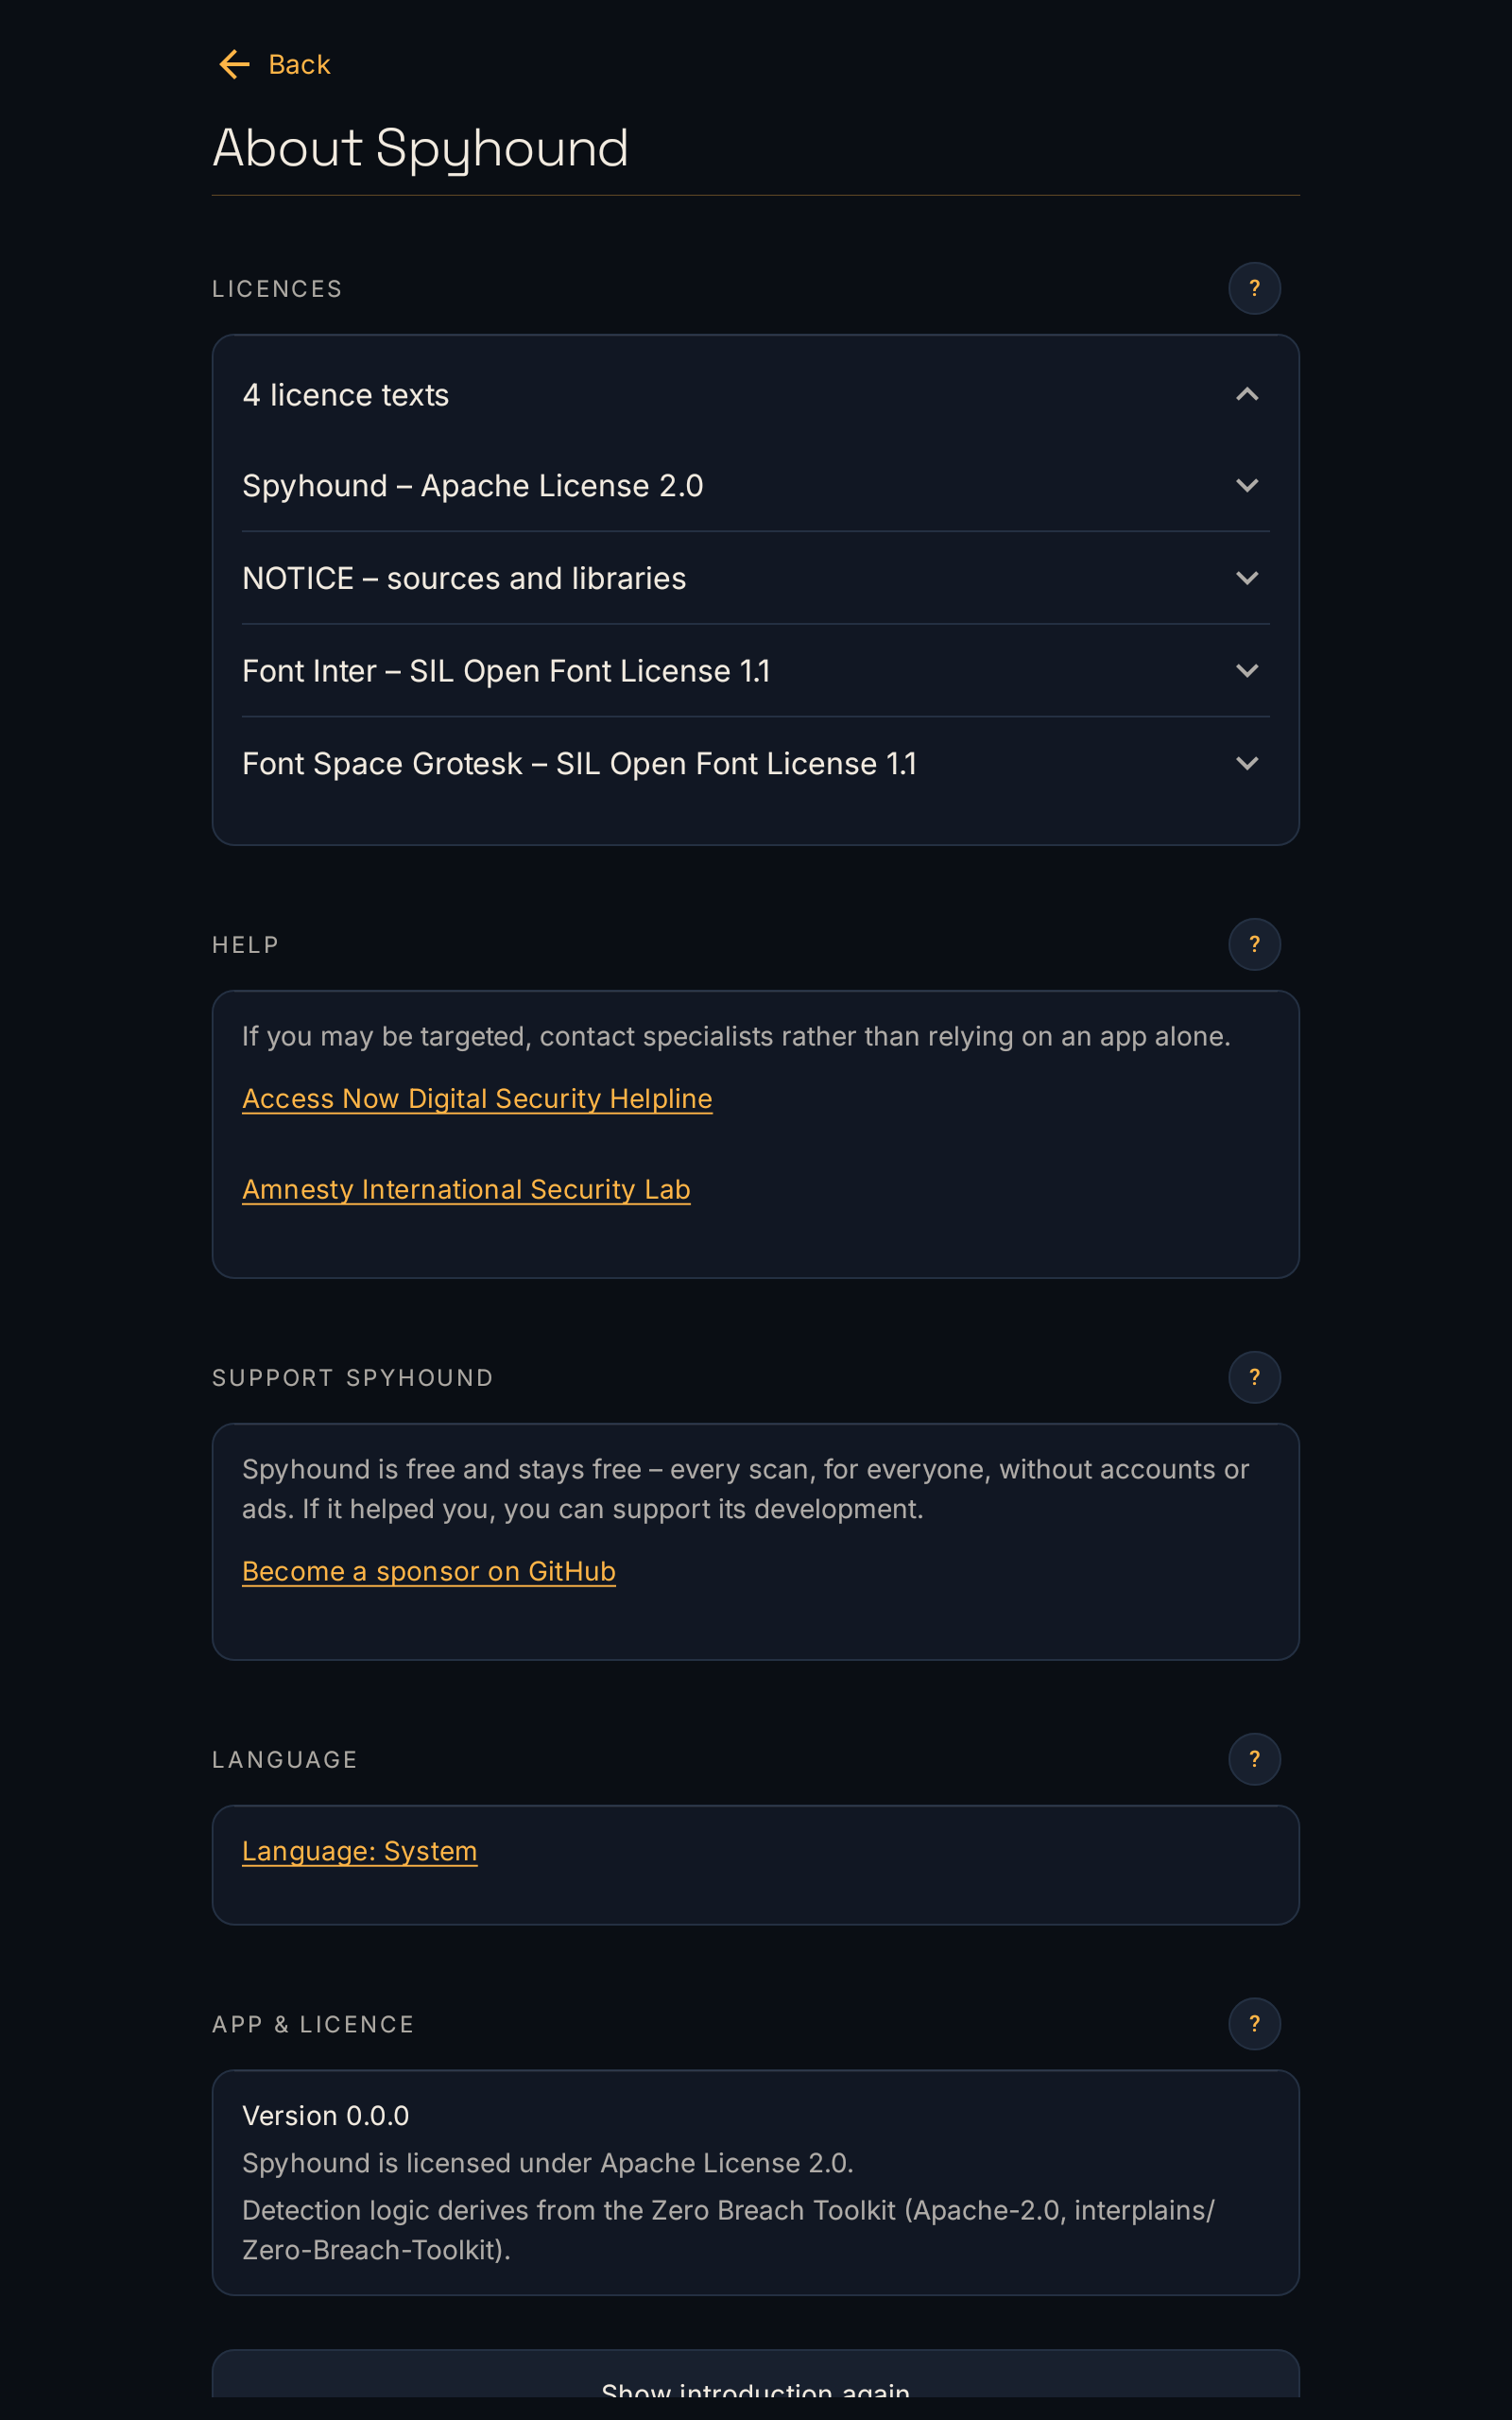 Back
About Spyhound
LICENCES
?
4 licence texts
Spyhound – Apache License 2.0
NOTICE – sources and libraries
Font Inter – SIL Open Font License 1.1
Font Space Grotesk – SIL Open Font License 1.1
HELP
?
If you may be targeted, contact specialists rather than relying on an app alone.
Access Now Digital Security Helpline
Amnesty International Security Lab
SUPPORT SPYHOUND
?
Spyhound is free and stays free – every scan, for everyone, without accounts or
ads. If it helped you, you can support its development.
Become a sponsor on GitHub
LANGUAGE
?
Language: System
APP & LICENCE
?
Version 0.0.0
Spyhound is licensed under Apache License 2.0.
Detection logic derives from the Zero Breach Toolkit (Apache-2.0, interplains/
Zero-Breach-Toolkit).
Show introduction again